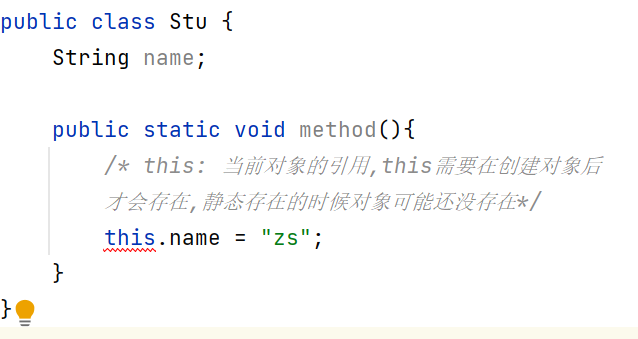 public class Stu {
    String name;
    public static void method(){
        /* this: 当前对象的引用,this需要在创建对象后
        才会存在,静态存在的时候对象可能还没存在*/
        this.name = "zs";
    }
}